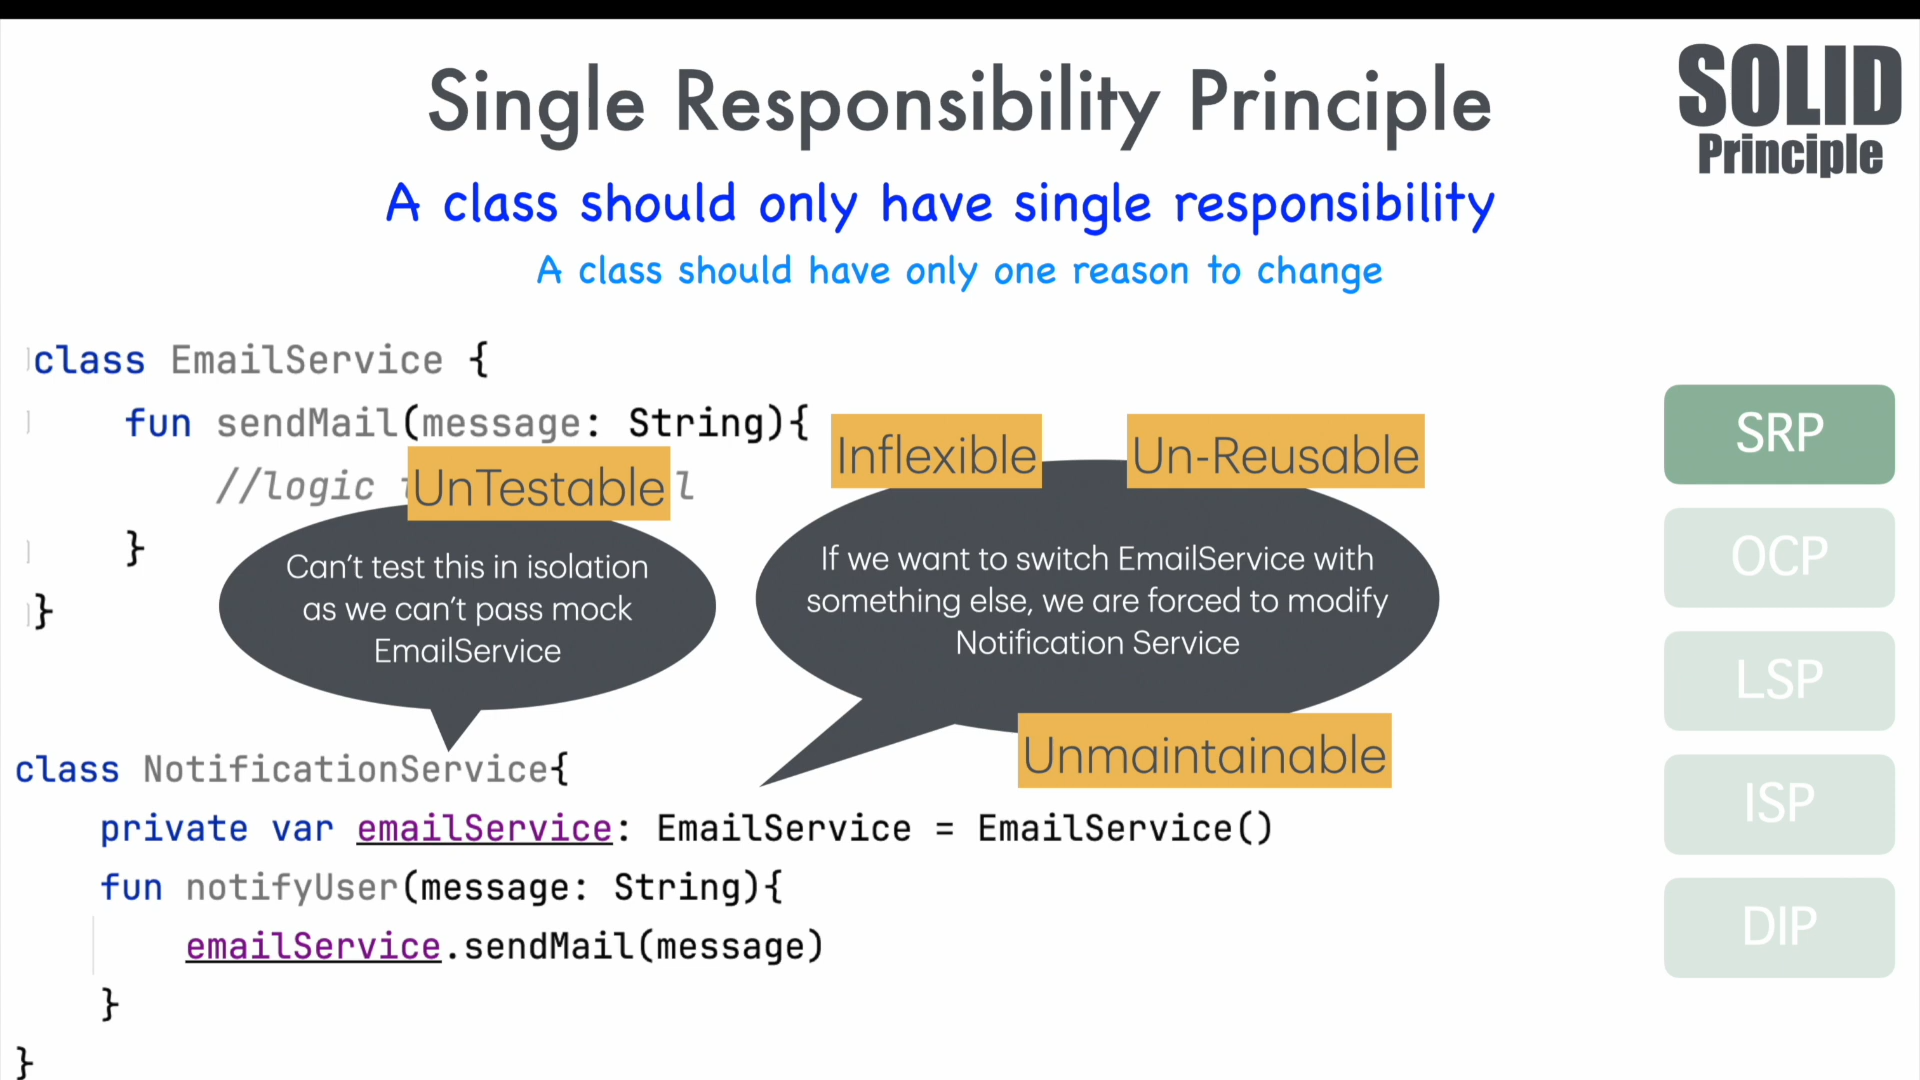 Single Responsibility Principle
SOLID
Principle
A class should only have single responsibility
A class should have only one reason to change
class EmailService {
fun sendMail(message: String){
//logic
UnTestable
Inflexible
Un-Reusable
}
}
Can't test this in isolation
as we can't pass mock
EmailService
If we want to switch EmailService with
something else, we are forced to modify
Notification Service
Unmaintainable
class NotificationService{
private var emailService: EmailService = EmailService()
fun notifyUser(message: String){
emailService.sendMail(message)
}
}
SRP
OCP
LSP
ISP
DIP